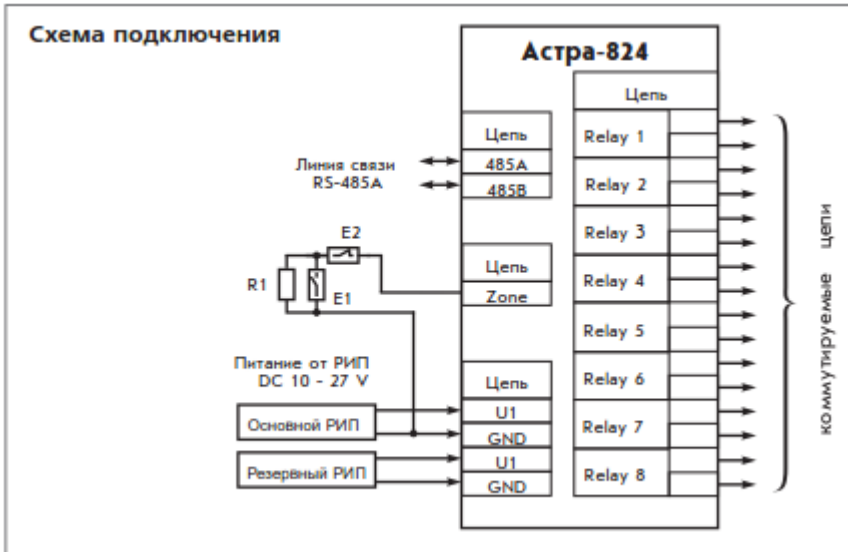 Схема подключения
Астра-824
Цепь
Цепь
485A
485B
Линия связи
RS-485A
Relay 1
Relay 2
Relay 3
Relay 4
Relay 5
Relay 6
Relay 7
Relay 8
E2
R1
E1
Цепь
Zone
Питание от РИП
DC 10 - 27 V
Цепь
U1
GND
U1
GND
Основной РИП
Резервный РИП
коммутируемые цепи